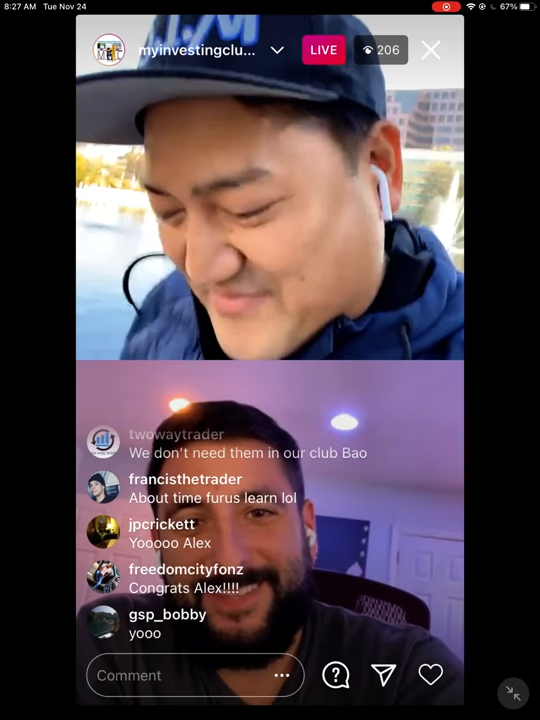 8:27 AM Tue Nov 24
67%
myinvestingclu...
LIVE
206
twowaytrader
We don't need them in our club Bao
francisthetrader
About time furus learn lol
jpcrickett
Yooooo Alex
freedomcityfonz
Congrats Alex!!!!
gsp_bobby
yooo
Comment